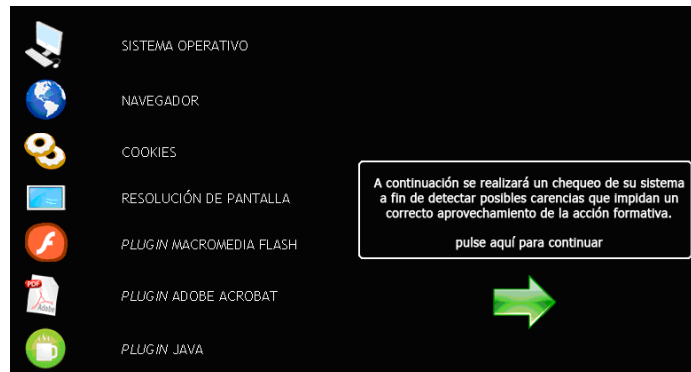 SISTEMA OPERATIVO
NAVEGADOR
COOKIES
RESOLUCIÓN DE PANTALLA
PLUGIN MACROMEDIA FLASH
PDF
Adobe
PLUGIN ADOBE ACROBAT
PLUGIN JAVA
A continuación se realizará un chequeo de su sistema
a fin de detectar posibles carencias que impidan un
correcto aprovechamiento de la acción formativa.
pulse aquí para continuar